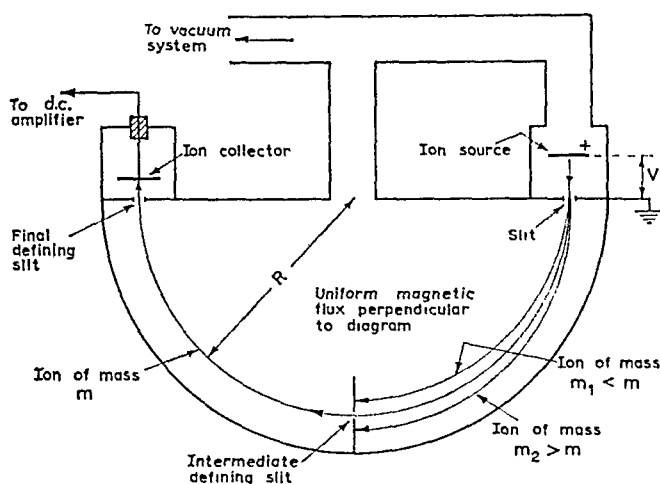 To vacuum
system
To d.c.
amplifier
Ion collector
Ion source
+
V
Final
defining
slit
Slit
R
Uniform magnetic
flux perpendicular
to diagram
Ion of mass
m
Ion of mass
m₁ < m
Ion of mass
m₂ > m
Intermediate
defining slit